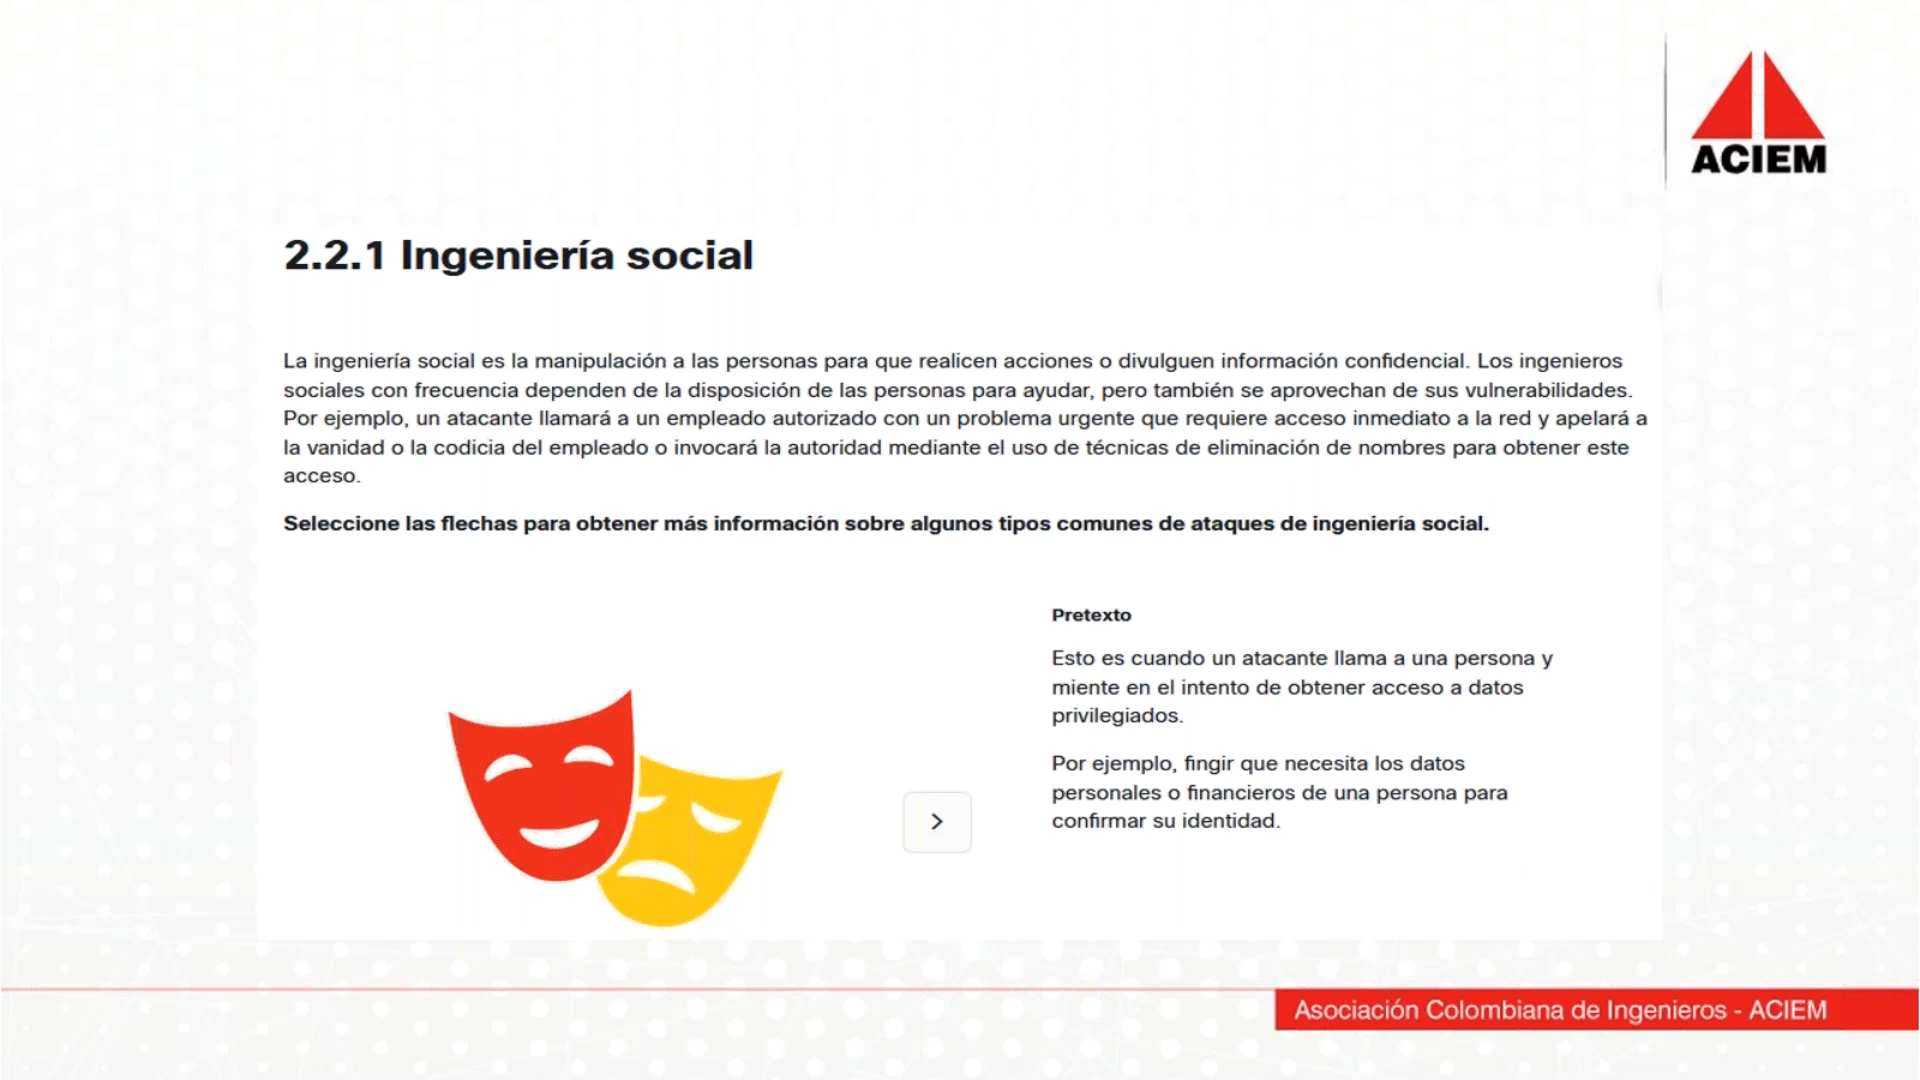 ACIEM
2.2.1 Ingeniería social
La ingeniería social es la manipulación a las personas para que realicen acciones o divulguen información confidencial. Los ingenieros
sociales con frecuencia dependen de la disposición de las personas para ayudar, pero también se aprovechan de sus vulnerabilidades.
Por ejemplo, un atacante llamará a un empleado autorizado con un problema urgente que requiere acceso inmediato a la red y apelará a
la vanidad o la codicia del empleado o invocará la autoridad mediante el uso de técnicas de eliminación de nombres para obtener este
acceso.
Seleccione las flechas para obtener más información sobre algunos tipos comunes de ataques de ingeniería social.
Pretexto
Esto es cuando un atacante llama a una persona y
miente en el intento de obtener acceso a datos
privilegiados.
Por ejemplo, fingir que necesita los datos
personales o financieros de una persona para
confirmar su identidad.
Asociación Colombiana de Ingenieros - ACIEM